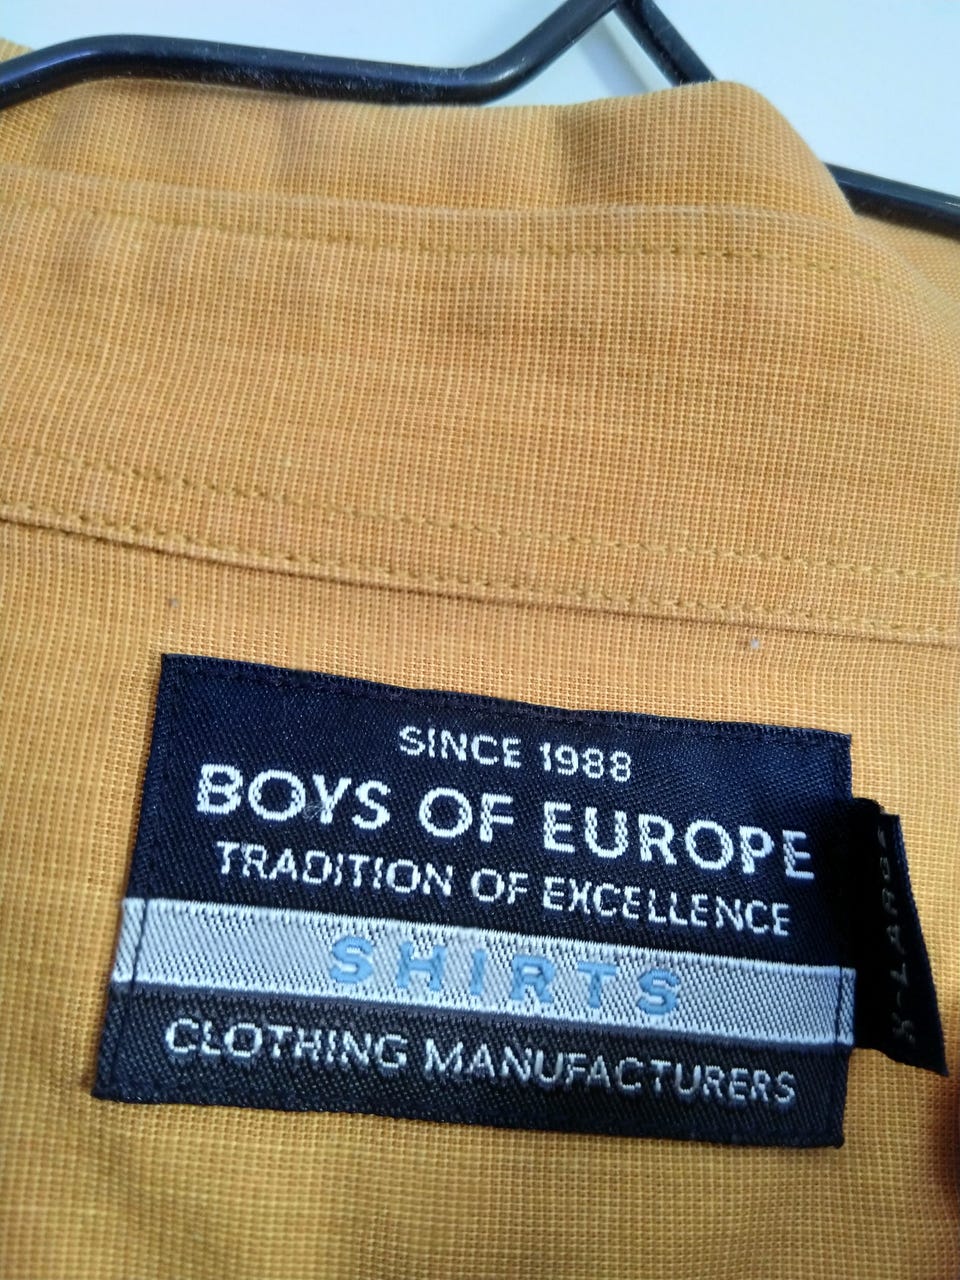 SINCE 1988
BOYS OF EUROPE
TRADITION OF EXCELLENCE
SHIRTS
CLOTHING MANUFACTURERS
X-LARGE